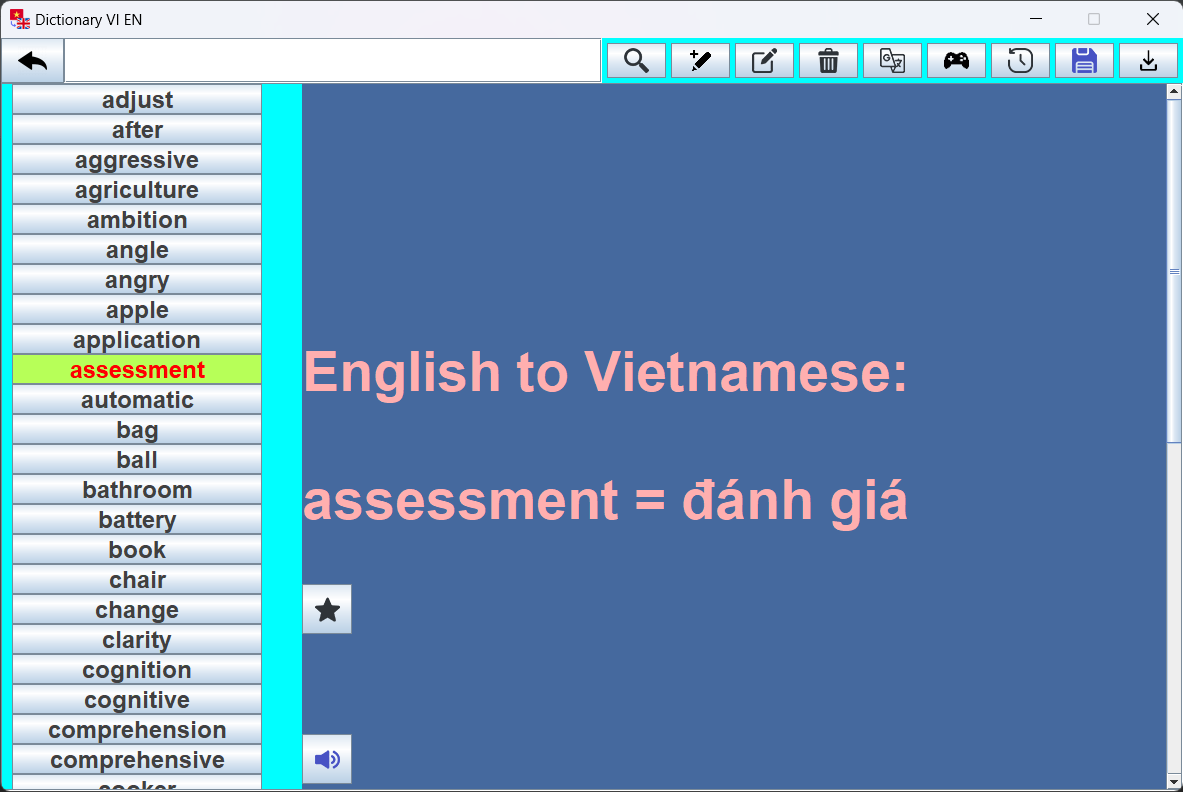 Dictionary VI EN
adjust
after
aggressive
agriculture
ambition
angle
angry
apple
application
assessment
automatic
bag
ball
bathroom
battery
book
chair
change
clarity
cognition
cognitive
comprehension
comprehensive
cooker
English to Vietnamese:
assessment = đánh giá